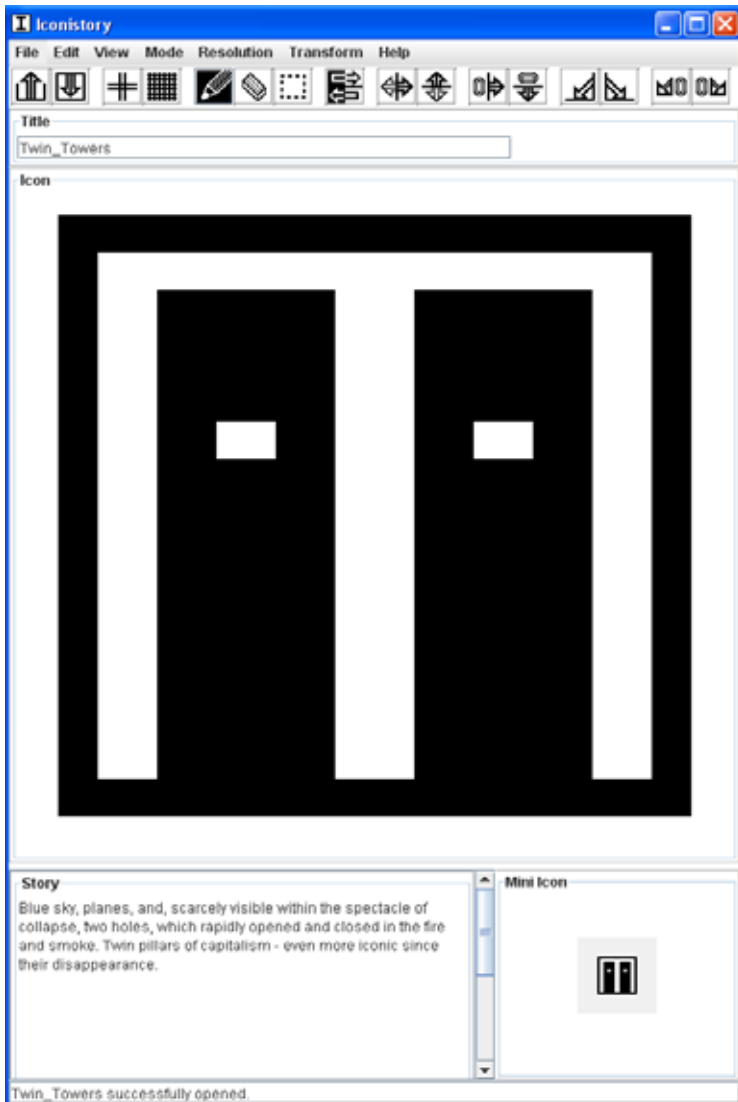 Iconistory
File Edit View Mode Resolution Transform Help
Title
Twin_Towers
Icon
Story
Blue sky, planes, and, scarcely visible within the spectacle of
collapse, two holes, which rapidly opened and closed in the fire
and smoke. Twin pillars of capitalism - even more iconic since
their disappearance.
Mini Icon
Twin_Towers successfully opened.